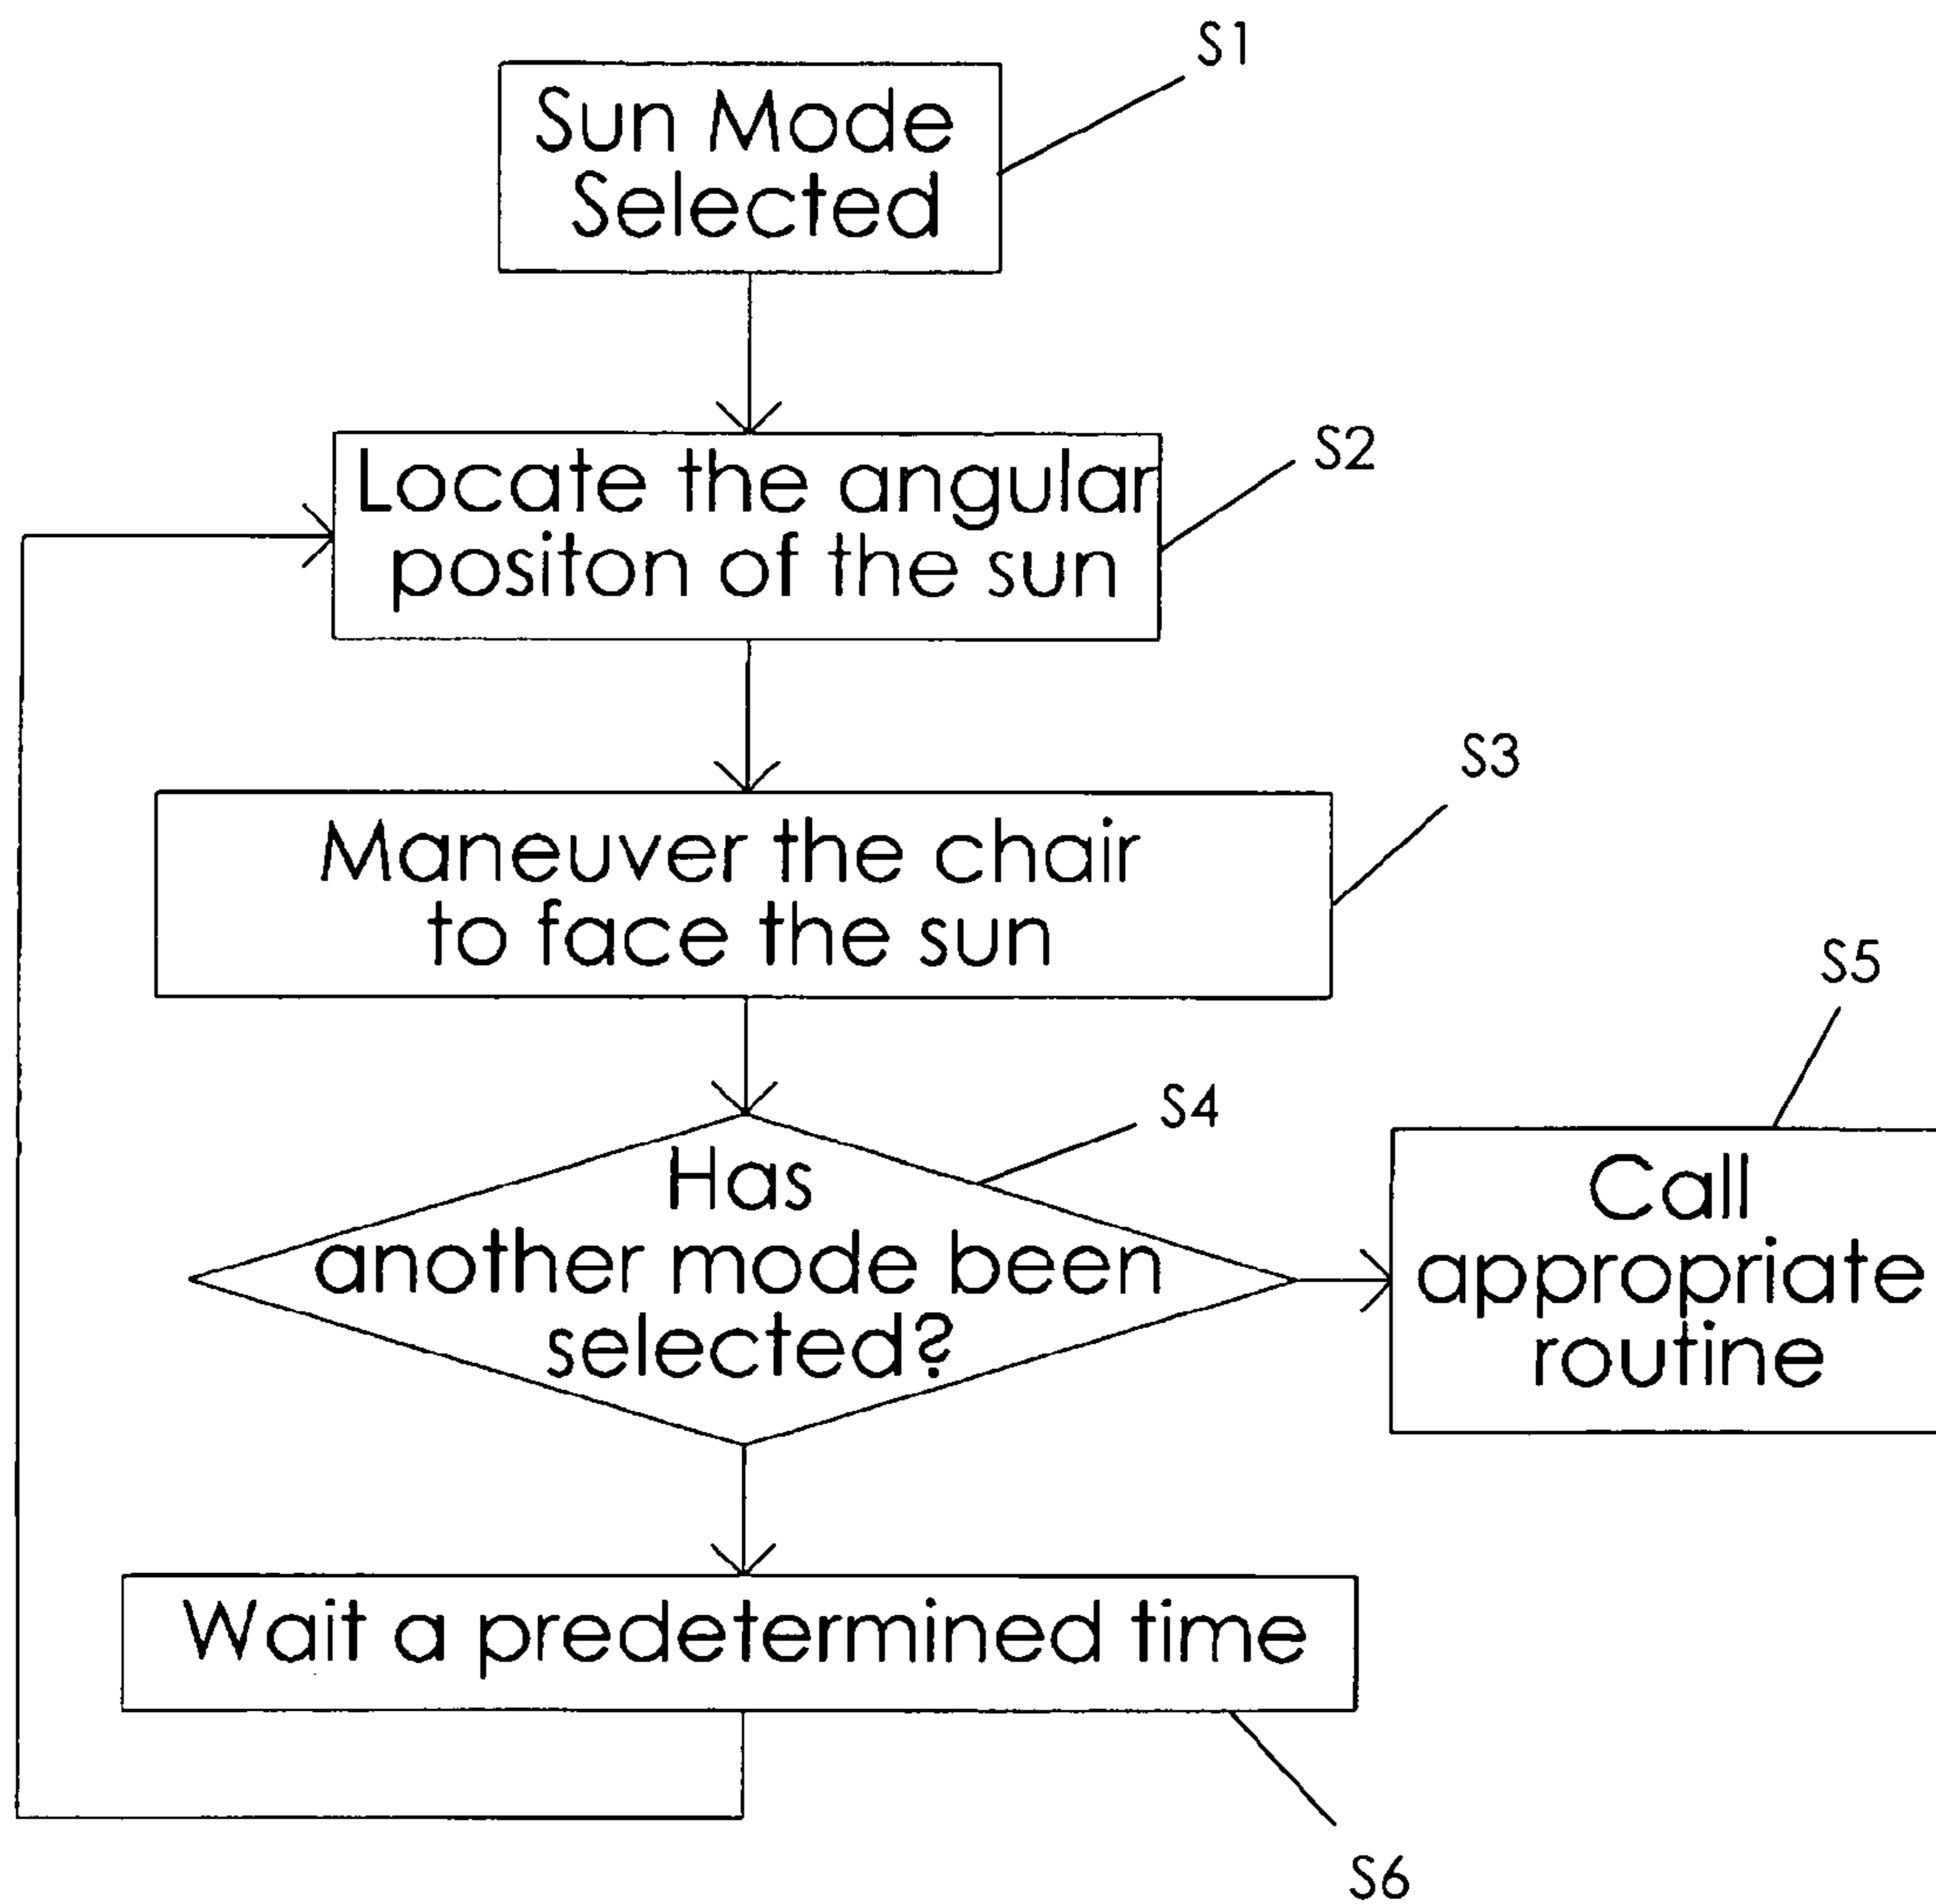 S1
Sun Mode
Selected
S2
Locate the angular
positon of the sun
S3
Maneuver the chair
to face the sun
S4
Has
another mode been
selected?
S5
Call
appropriate
routine
Wait a predetermined time
S6